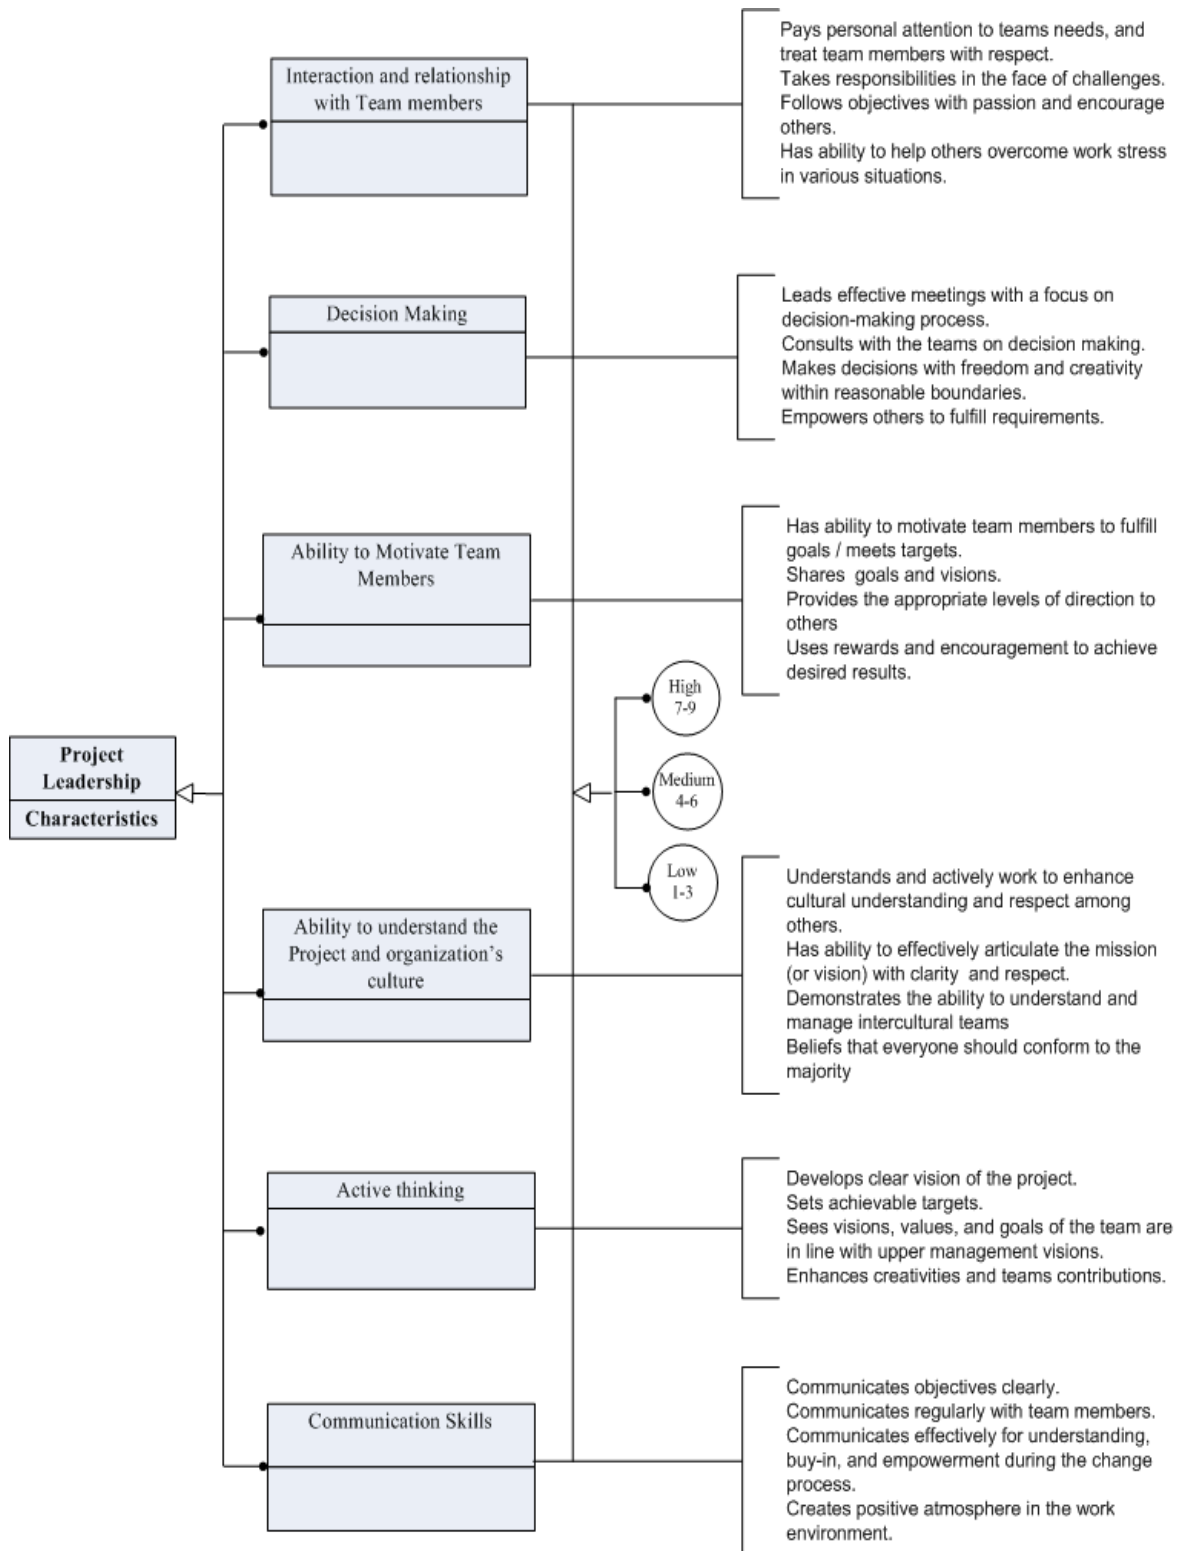 Interaction and relationship
with Team members
Pays personal attention to teams needs, and
treat team members with respect.
Takes responsibilities in the face of challenges.
Follows objectives with passion and encourage
others.
Has ability to help others overcome work stress
in various situations.
Decision Making
Leads effective meetings with a focus on
decision-making process.
Consults with the teams on decision making.
Makes decisions with freedom and creativity
within reasonable boundaries.
Empowers others to fulfill requirements.
Ability to Motivate Team
Members
Has ability to motivate team members to fulfill
goals / meets targets.
Shares goals and visions.
Provides the appropriate levels of direction to
others
Uses rewards and encouragement to achieve
desired results.
High
7-9
Medium
4-6
Low
1-3
Project
Leadership
Characteristics
Ability to understand the
Project and organization's
culture
Understands and actively work to enhance
cultural understanding and respect among
others.
Has ability to effectively articulate the mission
(or vision) with clarity and respect.
Demonstrates the ability to understand and
manage intercultural teams
Beliefs that everyone should conform to the
majority
Active thinking
Develops clear vision of the project.
Sets achievable targets.
Sees visions, values, and goals of the team are
in line with upper management visions.
Enhances creativities and teams contributions.
Communication Skills
Communicates objectives clearly.
Communicates regularly with team members.
Communicates effectively for understanding,
buy-in, and empowerment during the change
process.
Creates positive atmosphere in the work
environment.